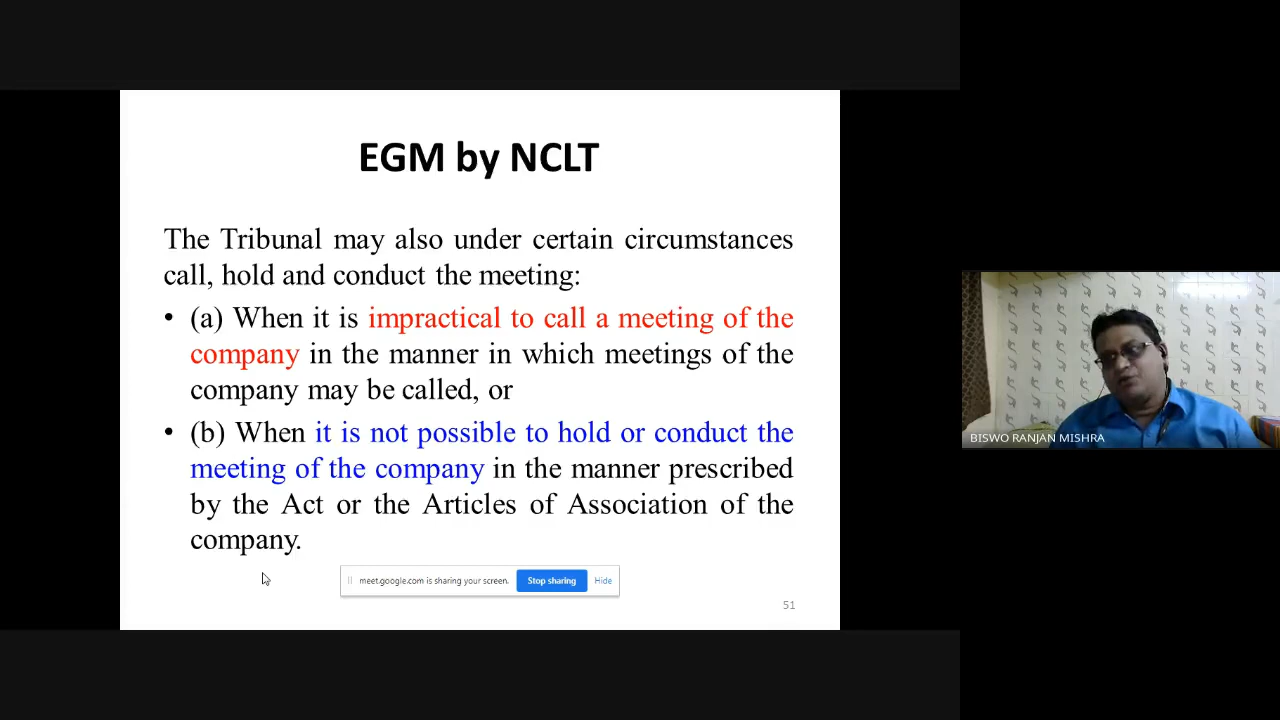 EGM by NCLT
The Tribunal may also under certain circumstances
call, hold and conduct the meeting:
• (a) When it is impractical to call a meeting of the
company in the manner in which meetings of the
company may be called, or
• (b) When it is not possible to hold or conduct the
meeting of the company in the manner prescribed
by the Act or the Articles of Association of the
company.
meet.google.com is sharing your screen. Stop sharing Hide
51
BISWO RANJAN MISHRA